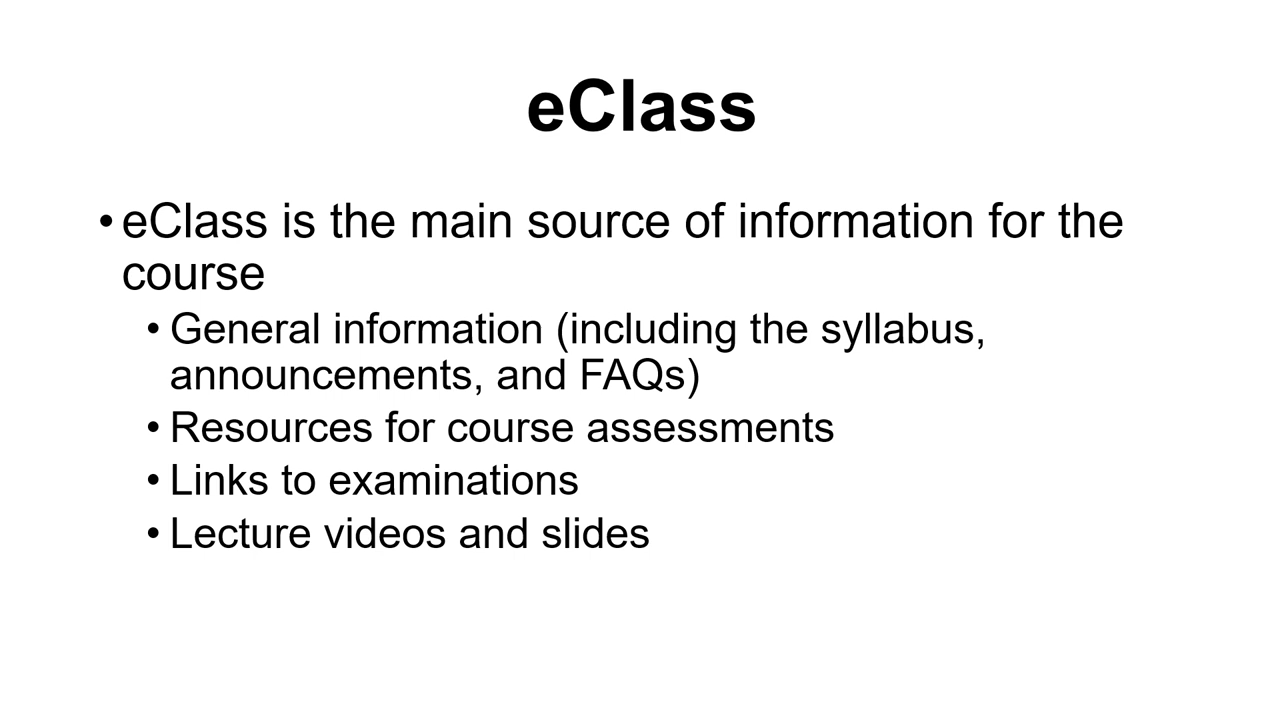 eClass
• eClass is the main source of information for the
course
• General information (including the syllabus,
announcements, and FAQs)
• Resources for course assessments
• Links to examinations
• Lecture videos and slides